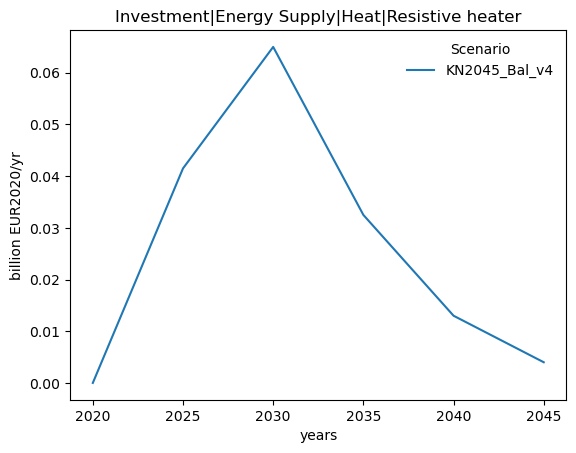 Investment|Energy Supply|Heat|Resistive heater
Scenario
KN2045_Bal_v4
billion EUR2020/yr
0.06
0.05
0.04
0.03
0.02
0.01
0.00
2020 2025 2030 2035 2040 2045
years